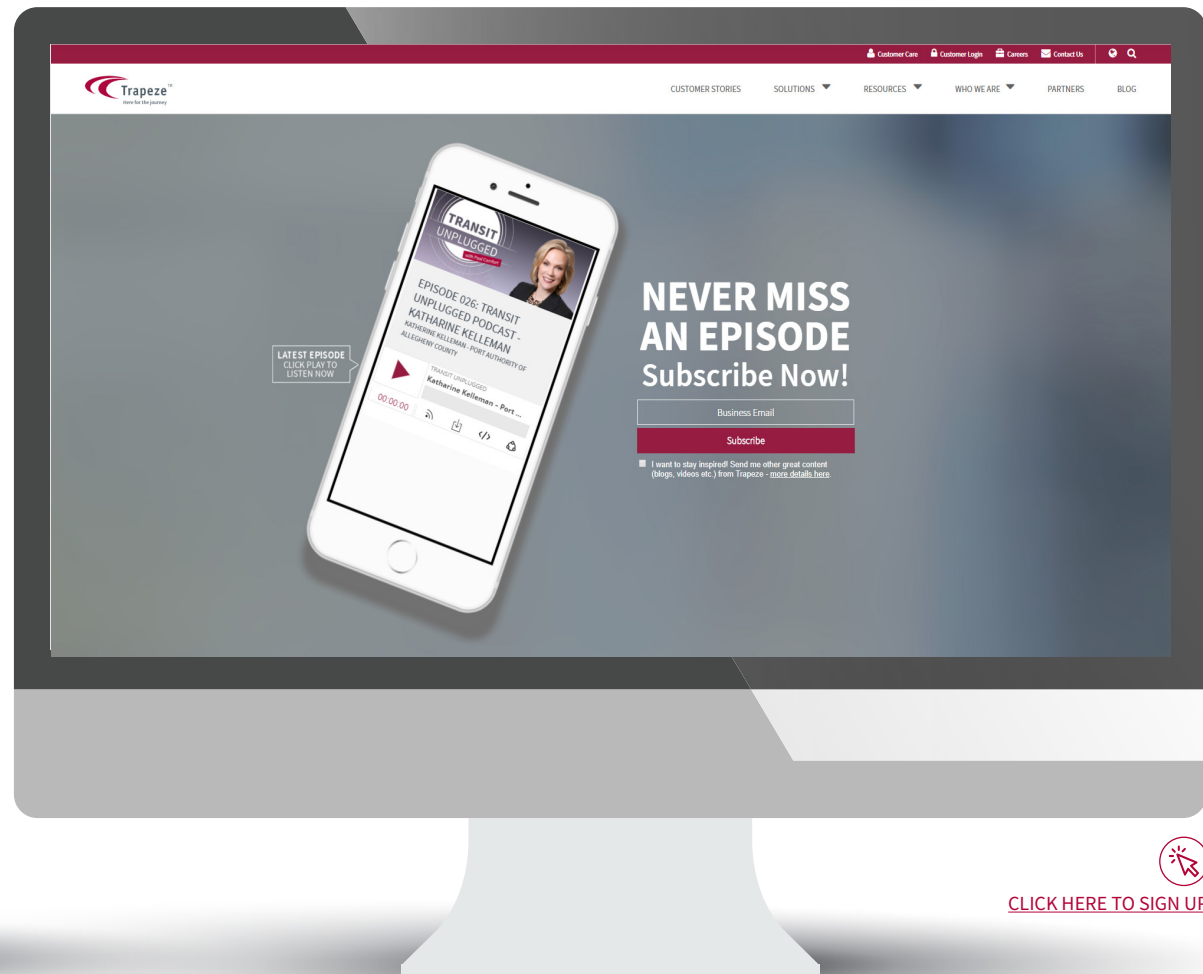 Customer Care Customer Login Careers Contact Us
Trapeze™
Here for the journey
CUSTOMER STORIES SOLUTIONS RESOURCES WHO WE ARE PARTNERS BLOG
TRANSIT
UNPLUGGED
with Paul Comfort
EPISODE 026: TRANSIT
UNPLUGGED PODCAST -
KATHARINE KELLEMAN
KATHERINE KELLEMAN - PORT AUTHORITY OF
ALLEGHENY COUNTY
LATEST EPISODE
CLICK PLAY TO
LISTEN NOW
TRANSIT UNPLUGGED
Katharine Kelleman – Port ...
00:00:00
NEVER MISS
AN EPISODE
Subscribe Now!
Business Email
Subscribe
I want to stay inspired! Send me other great content
(blogs, videos etc.) from Trapeze - more details here.
CLICK HERE TO SIGN UP